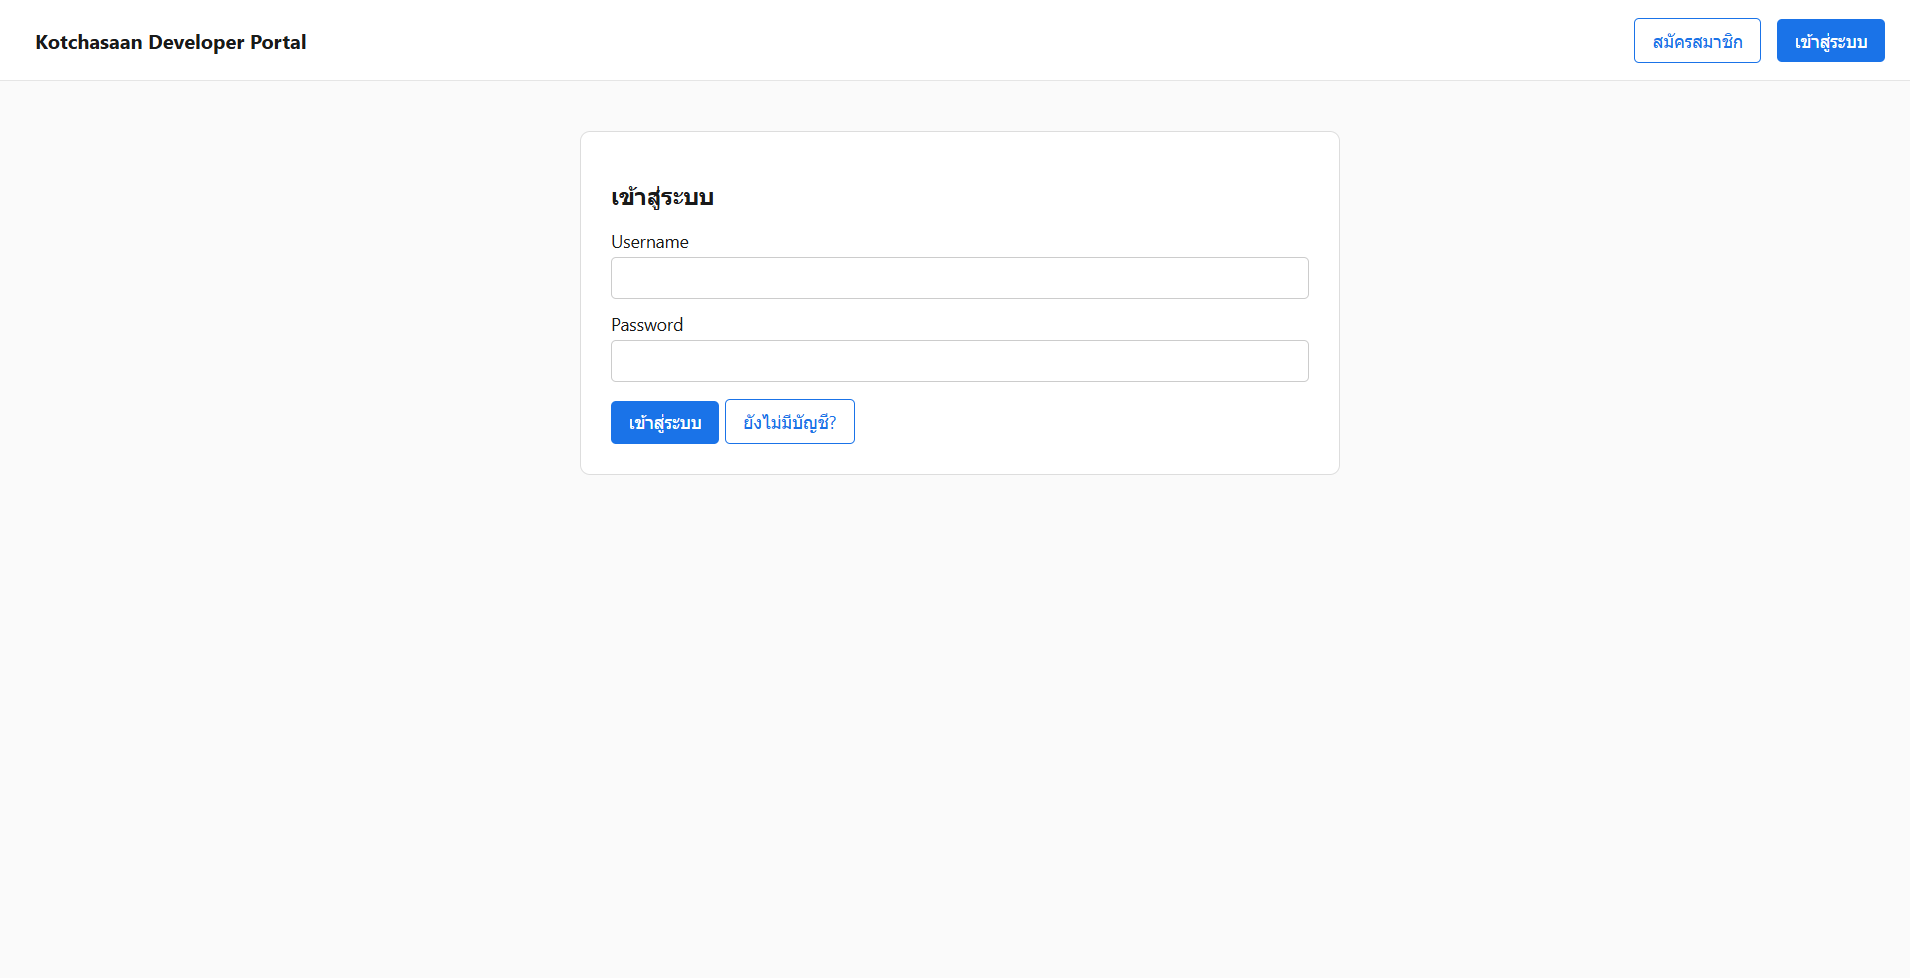 Kotchasaan Developer Portal
สมัครสมาชิก
เข้าสู่ระบบ
เข้าสู่ระบบ
Username
Password
เข้าสู่ระบบ
ยังไม่มีบัญชี?